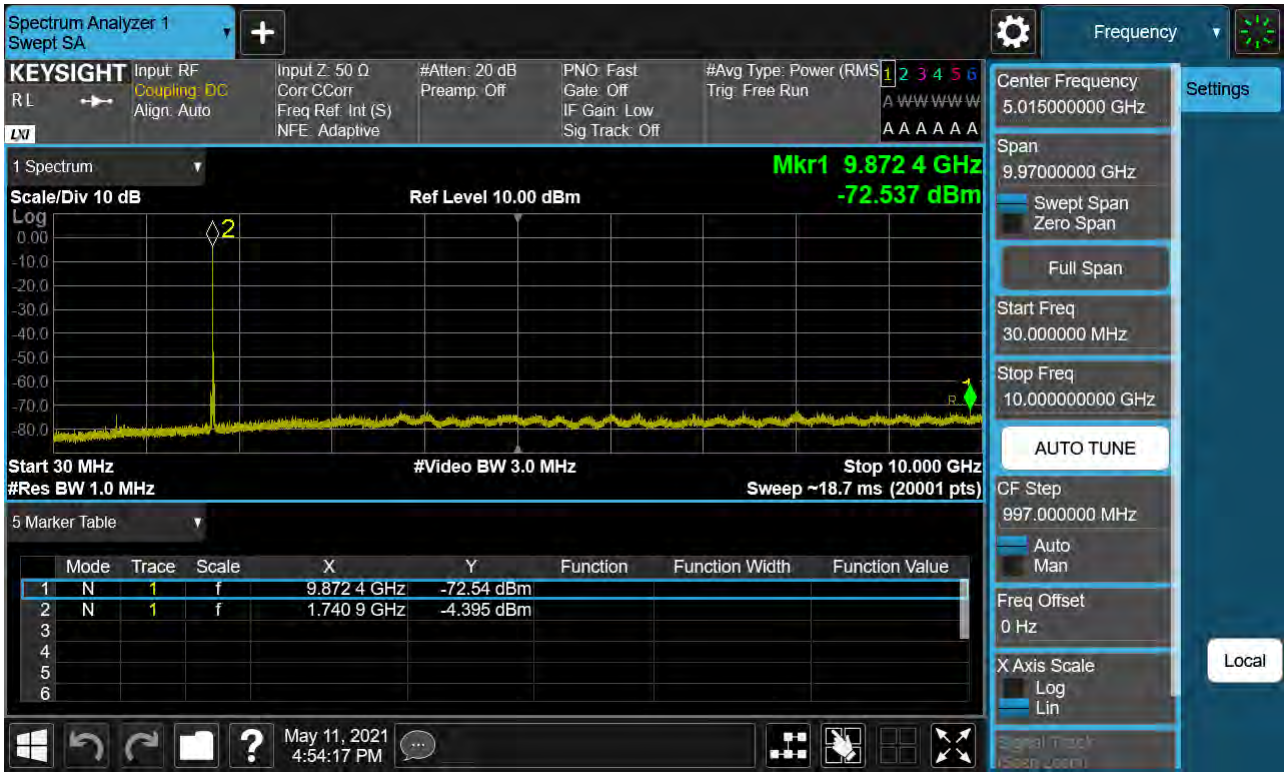 Spectrum Analyzer 1
Swept SA
+
Frequency
KEYSIGHT
RL
LXI
Input: RF
Coupling: DC
Align: Auto
Input Z: 50 Ω
Corr CCorr
Freq Ref: Int (S)
NFE: Adaptive
#Atten: 20 dB
Preamp: Off
PNO: Fast
Gate: Off
IF Gain: Low
Sig Track: Off
#Avg Type: Power (RMS
Trig: Free Run
1 2 3 4 5 6
A W W W W W
A A A A A A
1 Spectrum
Mkr1 9.872 4 GHz
-72.537 dBm
Scale/Div 10 dB
Ref Level 10.00 dBm
Log
0.00
-10.0
-20.0
-30.0
-40.0
-50.0
-60.0
-70.0
-80.0
2
1
R
Start 30 MHz
#Video BW 3.0 MHz
Stop 10.000 GHz
#Res BW 1.0 MHz
Sweep ~18.7 ms (20001 pts)
5 Marker Table
Mode Trace Scale X Y Function Function Width Function Value
1 N 1 f 9.872 4 GHz -72.54 dBm
2 N 1 f 1.740 9 GHz -4.395 dBm
3
4
5
6
May 11, 2021
4:54:17 PM
?
Center Frequency
5.015000000 GHz
Span
9.97000000 GHz
Swept Span
Zero Span
Full Span
Start Freq
30.000000 MHz
Stop Freq
10.000000000 GHz
AUTO TUNE
CF Step
997.000000 MHz
Auto
Man
Freq Offset
0 Hz
X Axis Scale
Log
Lin
Signal Track
(Span Zoom)
Settings
Local